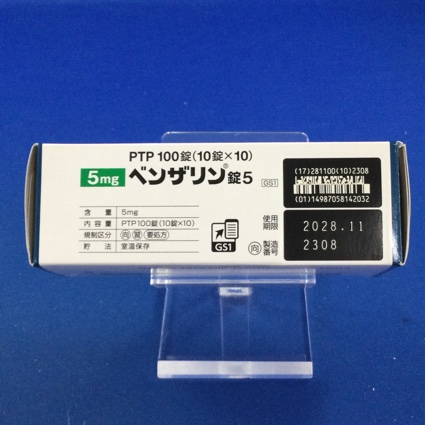 PTP 100錠(10錠×10)
5mg ベンザリン®錠5 GS1
(17)281100(10)2308
(01)14987058142032
含 量 5mg
内 容 量 PTP100錠(10錠×10)
規制区分 向 習 要処方
貯 法 室温保存
GS1
使用期限 2028.11
向 製造番号 2308